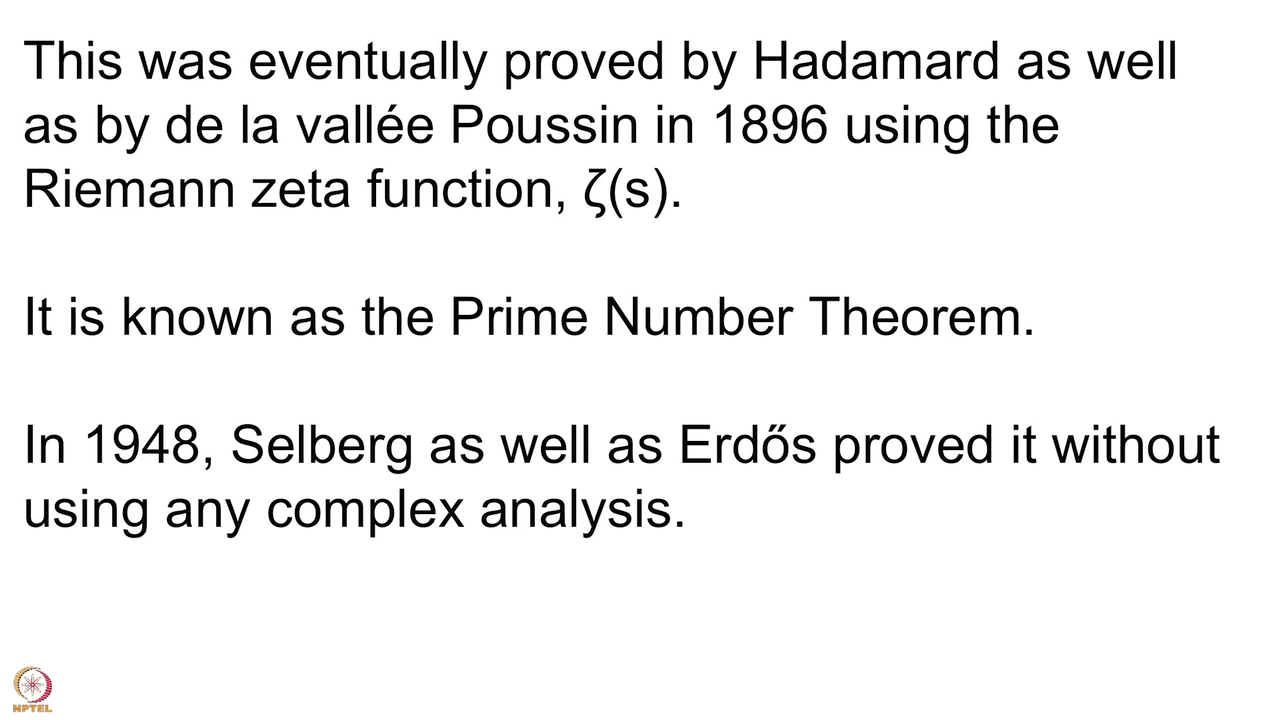 This was eventually proved by Hadamard as well
as by de la vallée Poussin in 1896 using the
Riemann zeta function, ζ(s).
It is known as the Prime Number Theorem.
In 1948, Selberg as well as Erdős proved it without
using any complex analysis.
NPTEL